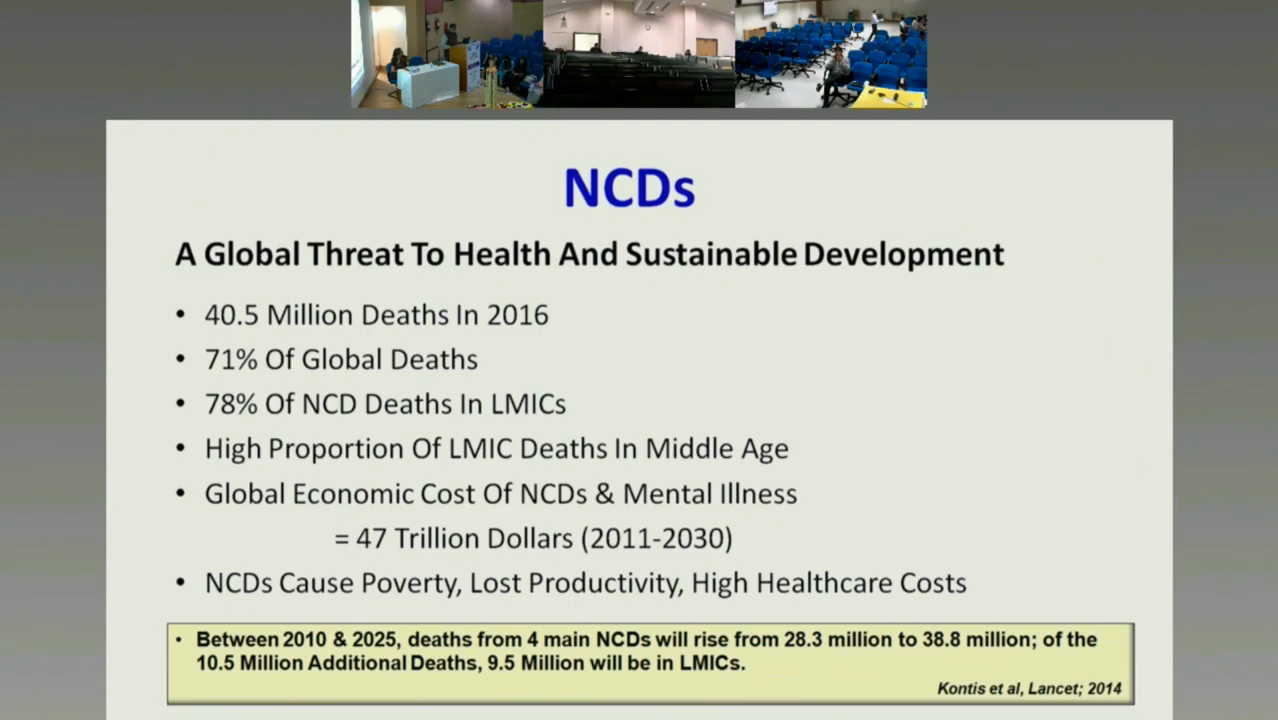 NCDs
A Global Threat To Health And Sustainable Development
• 40.5 Million Deaths In 2016
• 71% Of Global Deaths
• 78% Of NCD Deaths In LMICs
• High Proportion Of LMIC Deaths In Middle Age
• Global Economic Cost Of NCDs & Mental Illness
= 47 Trillion Dollars (2011-2030)
• NCDs Cause Poverty, Lost Productivity, High Healthcare Costs
• Between 2010 & 2025, deaths from 4 main NCDs will rise from 28.3 million to 38.8 million; of the
10.5 Million Additional Deaths, 9.5 Million will be in LMICs.
Kontis et al, Lancet; 2014